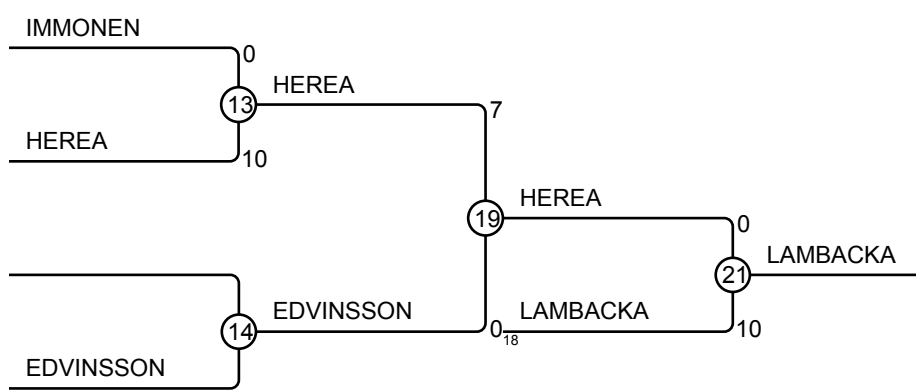 IMMONEN
0
13
HEREA
7
HEREA
10
19
HEREA
0
21
LAMBACKA
14
EDVINSSON
0
18
LAMBACKA
10
EDVINSSON